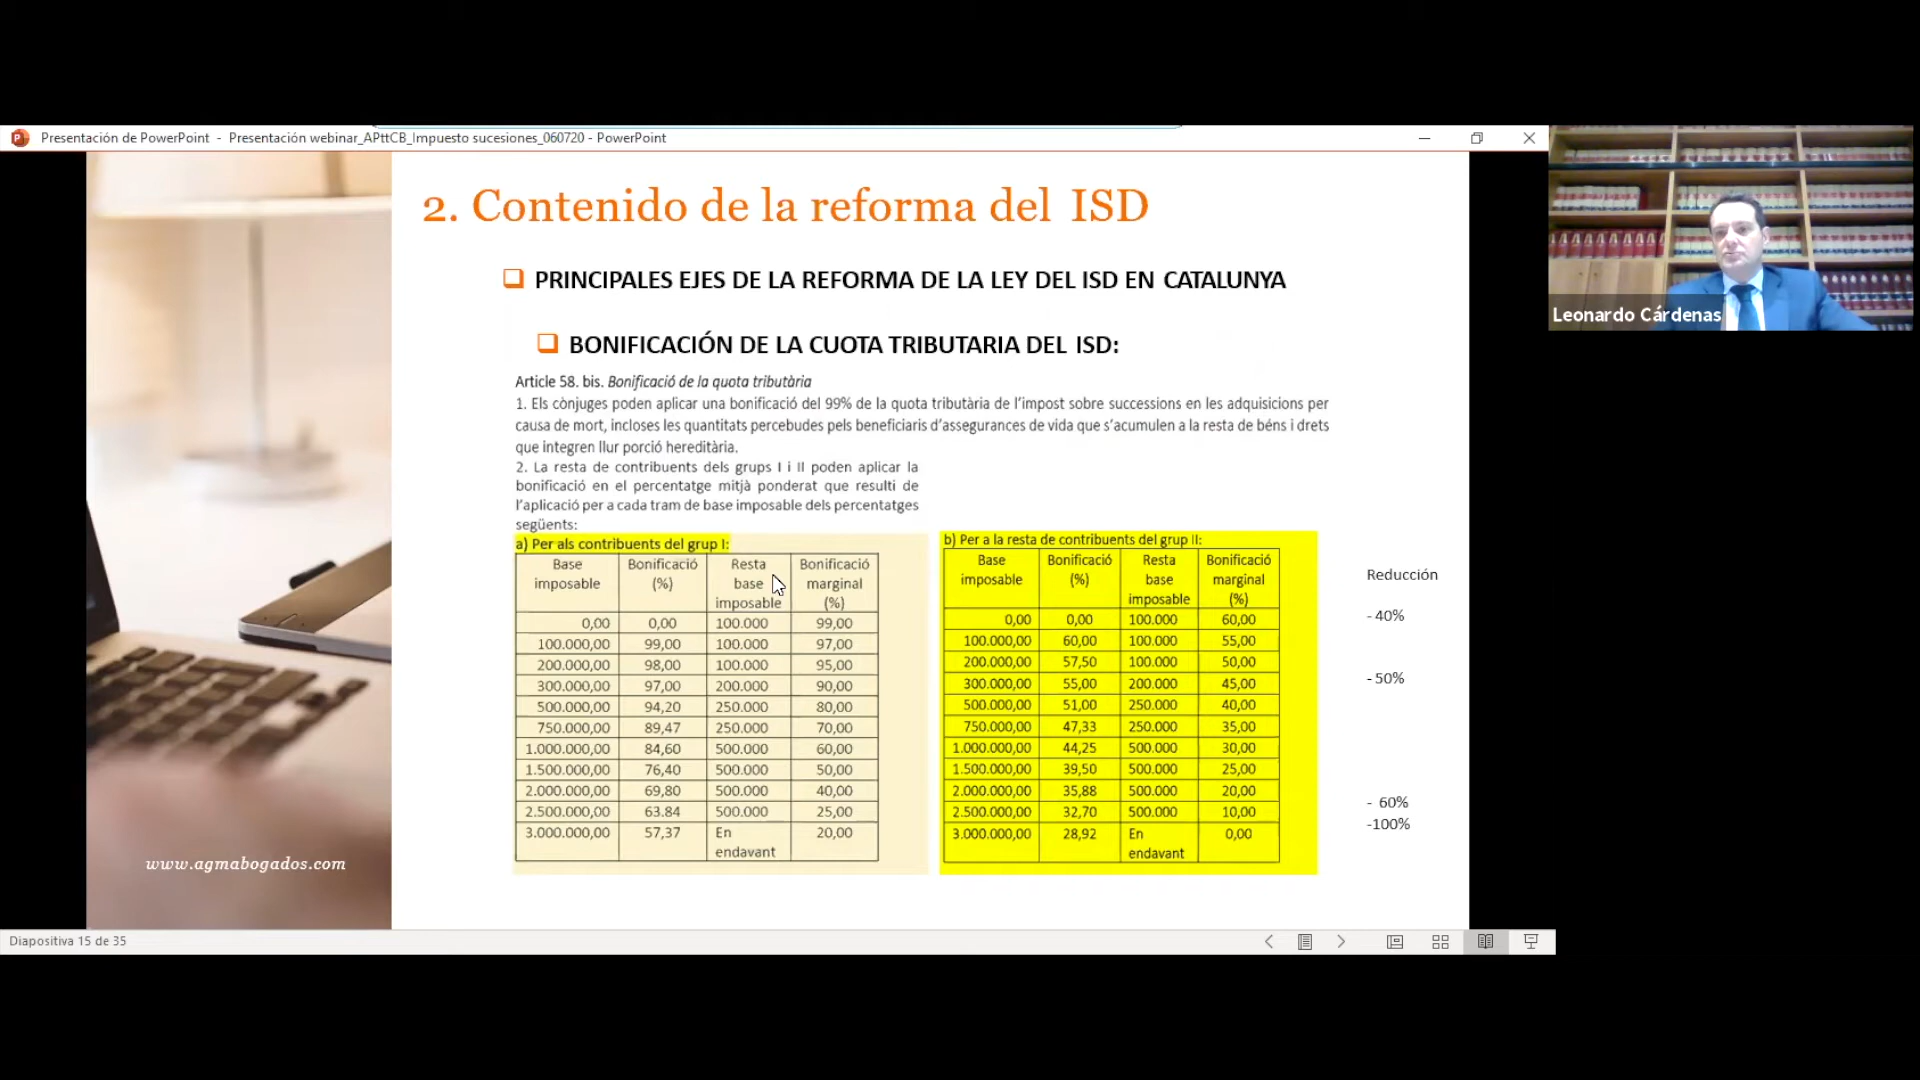 Presentación de PowerPoint - Presentación webinar_APttCB_Impuesto sucesiones_060720 - PowerPoint
2. Contenido de la reforma del ISD
PRINCIPALES EJES DE LA REFORMA DE LA LEY DEL ISD EN CATALUNYA
BONIFICACIÓN DE LA CUOTA TRIBUTARIA DEL ISD:
Article 58. bis. Bonificació de la quota tributària
1. Els cònjuges poden aplicar una bonificació del 99% de la quota tributària de l'impost sobre successions en les adquisicions per
causa de mort, incloses les quantitats percebudes pels beneficiaris d'assegurances de vida que s'acumulen a la resta de béns i drets
que integren llur porció hereditària.
2. La resta de contribuents dels grups I i II poden aplicar la
bonificació en el percentatge mitjà ponderat que resulti de
l'aplicació per a cada tram de base imposable dels percentatges
següents:
a) Per als contribuents del grup I:
Base imposable Bonificació (%) Resta base imposable Bonificació marginal (%)
0,00 0,00 100.000 99,00
100.000,00 99,00 100.000 97,00
200.000,00 98,00 100.000 95,00
300.000,00 97,00 200.000 90,00
500.000,00 94,20 250.000 80,00
750.000,00 89,47 250.000 70,00
1.000.000,00 84,60 500.000 60,00
1.500.000,00 76,40 500.000 50,00
2.000.000,00 69,80 500.000 40,00
2.500.000,00 63.84 500.000 25,00
3.000.000,00 57,37 En endavant 20,00
b) Per a la resta de contribuents del grup II:
Base imposable Bonificació (%) Resta base imposable Bonificació marginal (%)
0,00 0,00 100.000 60,00
100.000,00 60,00 100.000 55,00
200.000,00 57,50 100.000 50,00
300.000,00 55,00 200.000 45,00
500.000,00 51,00 250.000 40,00
750.000,00 47,33 250.000 35,00
1.000.000,00 44,25 500.000 30,00
1.500.000,00 39,50 500.000 25,00
2.000.000,00 35,88 500.000 20,00
2.500.000,00 32,70 500.000 10,00
3.000.000,00 28,92 En endavant 0,00
Reducción
- 40%
- 50%
- 60%
-100%
www.agmabogados.com
Diapositiva 15 de 35
Leonardo Cárdenas